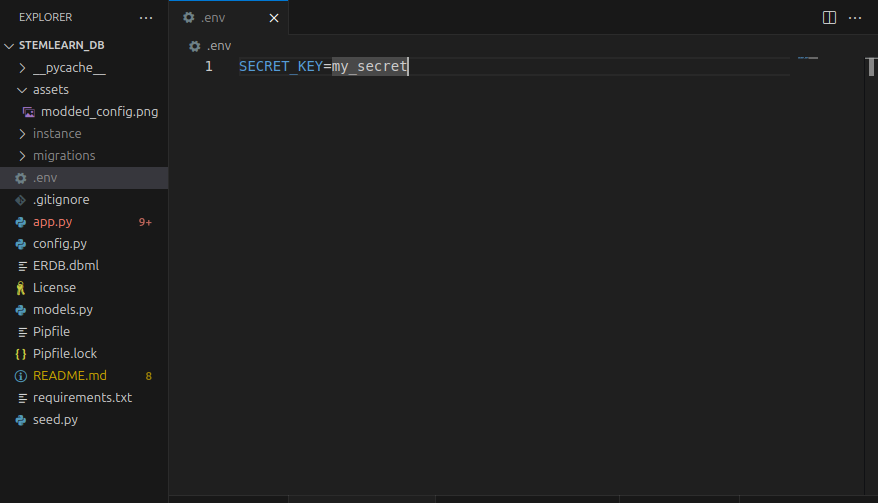 EXPLORER
.env
STEMLEARN_DB
.env
__pycache__
1 SECRET_KEY=my_secret
assets
modded_config.png
instance
migrations
.env
.gitignore
app.py 9+
config.py
ERDB.dbml
License
models.py
Pipfile
Pipfile.lock
README.md 8
requirements.txt
seed.py